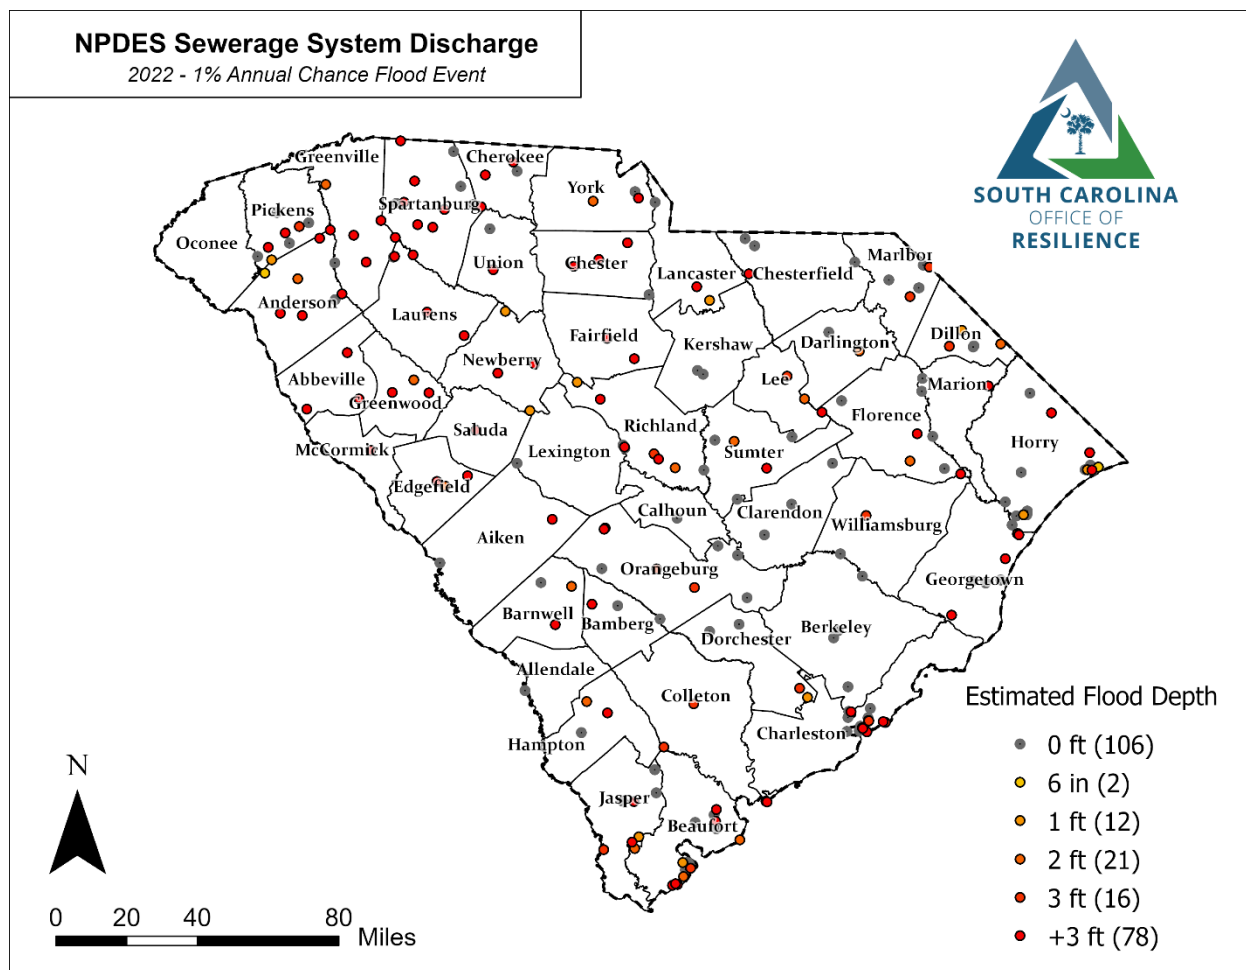 NPDES Sewerage System Discharge
2022 - 1% Annual Chance Flood Event
SOUTH CAROLINA
OFFICE OF
RESILIENCE
Greenville
Cherokee
York
Pickens
Spartanburg
Oconee
Union
Chester
Lancaster
Chesterfield
Marlbor
Anderson
Laurens
Fairfield
Kershaw
Darlington
Dillon
Newberry
Abbeville
Greenwood
Lee
Marion
Florence
Saluda
Richland
Horry
McCormick
Lexington
Sumter
Edgefield
Calhoun
Clarendon
Williamsburg
Aiken
Orangeburg
Georgetown
Barnwell
Bamberg
Dorchester
Berkeley
Allendale
Colleton
Hampton
Charleston
Jasper
Beaufort
Estimated Flood Depth
0 ft (106)
6 in (2)
1 ft (12)
2 ft (21)
3 ft (16)
+3 ft (78)
N
0 20 40 80
Miles